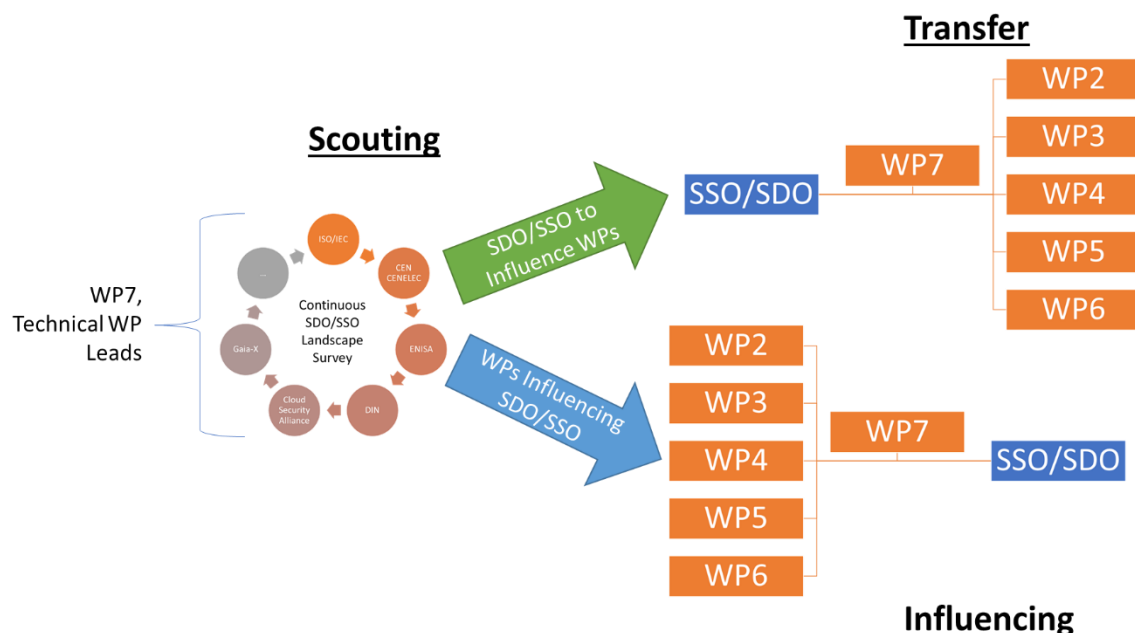 Transfer
WP2
WP3
WP7
SSO/SDO
WP4
WP5
WP6
Scouting
SDO/SSO to
Influence WPs
WP7,
Technical WP
Leads
ISO/IEC
CEN
CENELEC
ENISA
DIN
Cloud
Security
Alliance
Gaia-X
...
Continuous
SDO/SSO
Landscape
Survey
WPs Influencing
SDO/SSO
WP2
WP3
WP4
WP5
WP6
WP7
SSO/SDO
Influencing